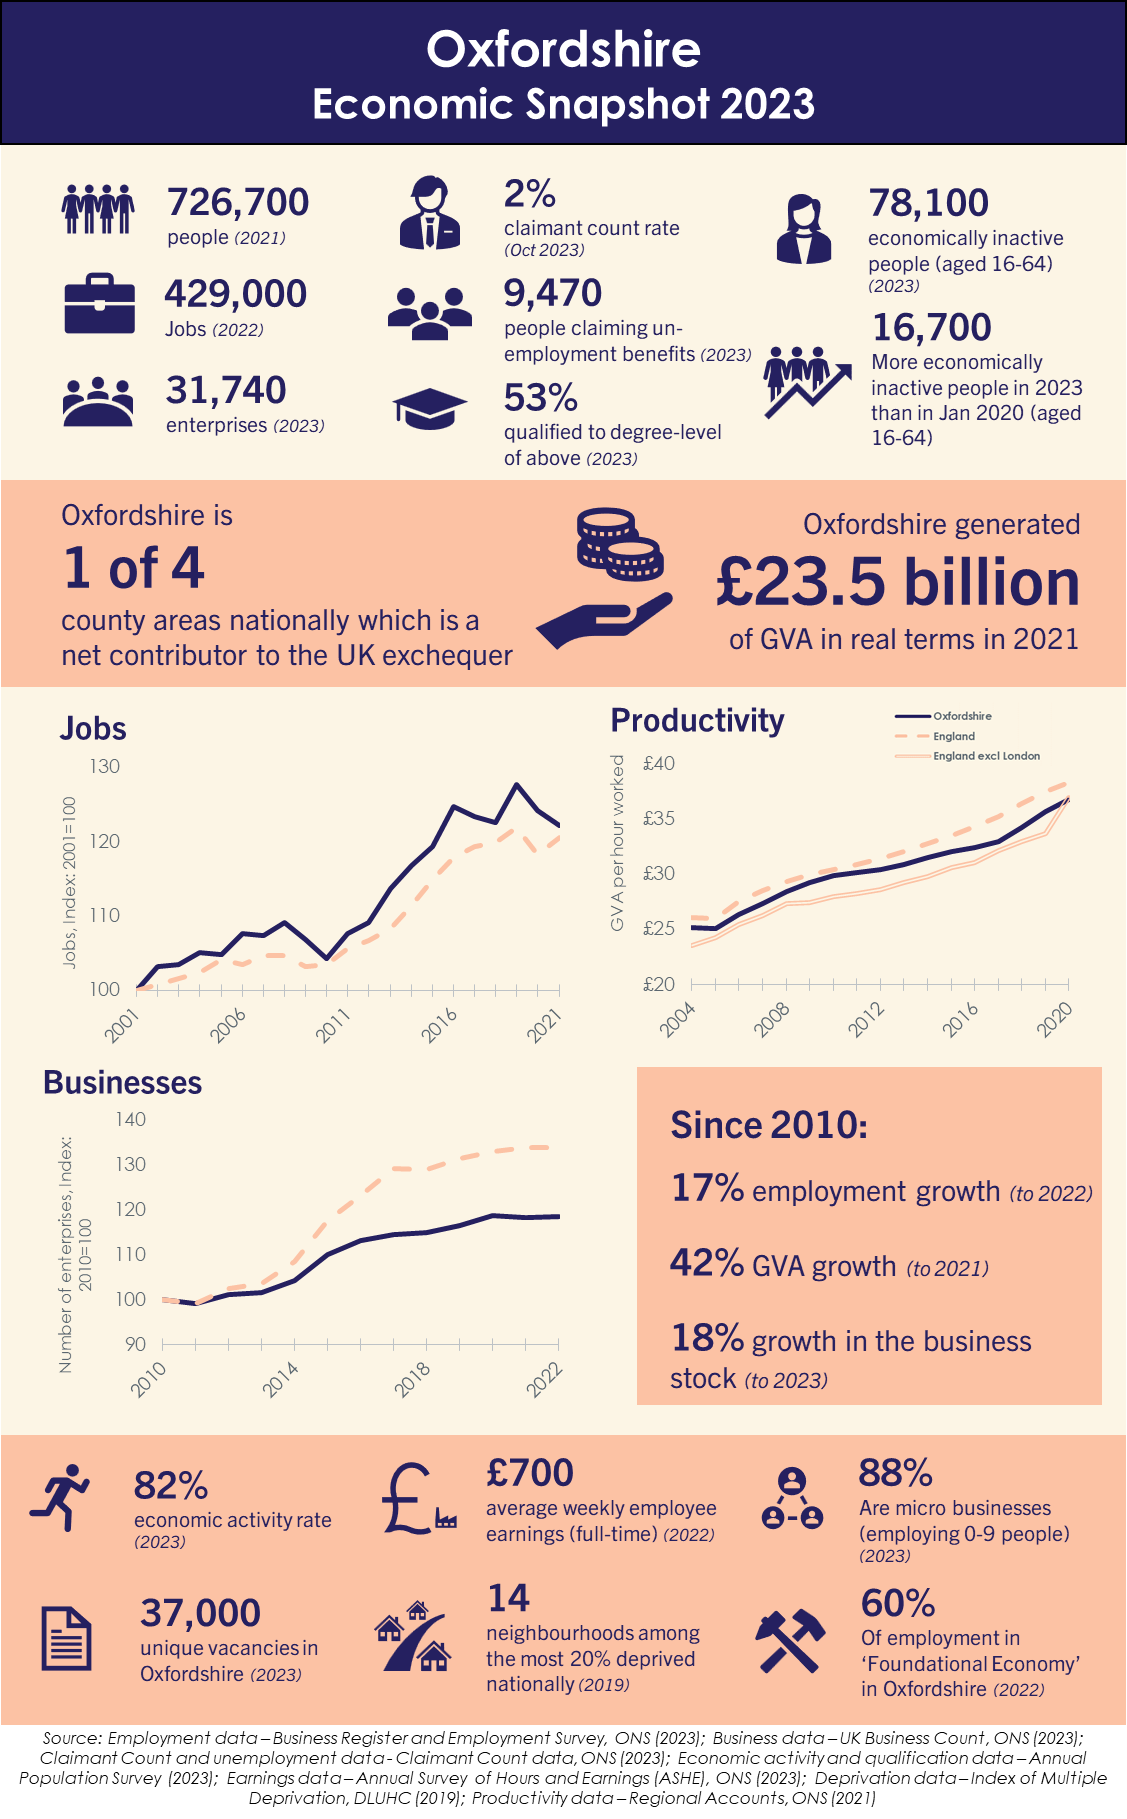 Oxfordshire
Economic Snapshot 2023
726,700
people (2021)
429,000
Jobs (2022)
31,740
enterprises (2023)
2%
claimant count rate
(Oct 2023)
9,470
people claiming un-
employment benefits (2023)
53%
qualified to degree-level
of above (2023)
78,100
economically inactive
people (aged 16-64)
(2023)
16,700
More economically
inactive people in 2023
than in Jan 2020 (aged
16-64)
Oxfordshire is
1 of 4
county areas nationally which is a
net contributor to the UK exchequer
Oxfordshire generated
£23.5 billion
of GVA in real terms in 2021
Jobs
Jobs, Index: 2001=100
130
120
110
100
2001
2006
2011
2016
2021
Productivity
Oxfordshire
England
England excl London
GVA per hour worked
£40
£35
£30
£25
£20
2004
2008
2012
2016
2020
Businesses
Number of enterprises, Index:
2010=100
140
130
120
110
100
90
2010
2014
2018
2022
Since 2010:
17% employment growth (to 2022)
42% GVA growth (to 2021)
18% growth in the business
stock (to 2023)
82%
economic activity rate
(2023)
37,000
unique vacancies in
Oxfordshire (2023)
£700
average weekly employee
earnings (full-time) (2022)
14
neighbourhoods among
the most 20% deprived
nationally (2019)
88%
Are micro businesses
(employing 0-9 people)
(2023)
60%
Of employment in
‘Foundational Economy’
in Oxfordshire (2022)
Source: Employment data – Business Register and Employment Survey, ONS (2023); Business data – UK Business Count, ONS (2023);
Claimant Count and unemployment data - Claimant Count data, ONS (2023); Economic activity and qualification data – Annual
Population Survey (2023); Earnings data – Annual Survey of Hours and Earnings (ASHE), ONS (2023); Deprivation data – Index of Multiple
Deprivation, DLUHC (2019); Productivity data – Regional Accounts, ONS (2021)